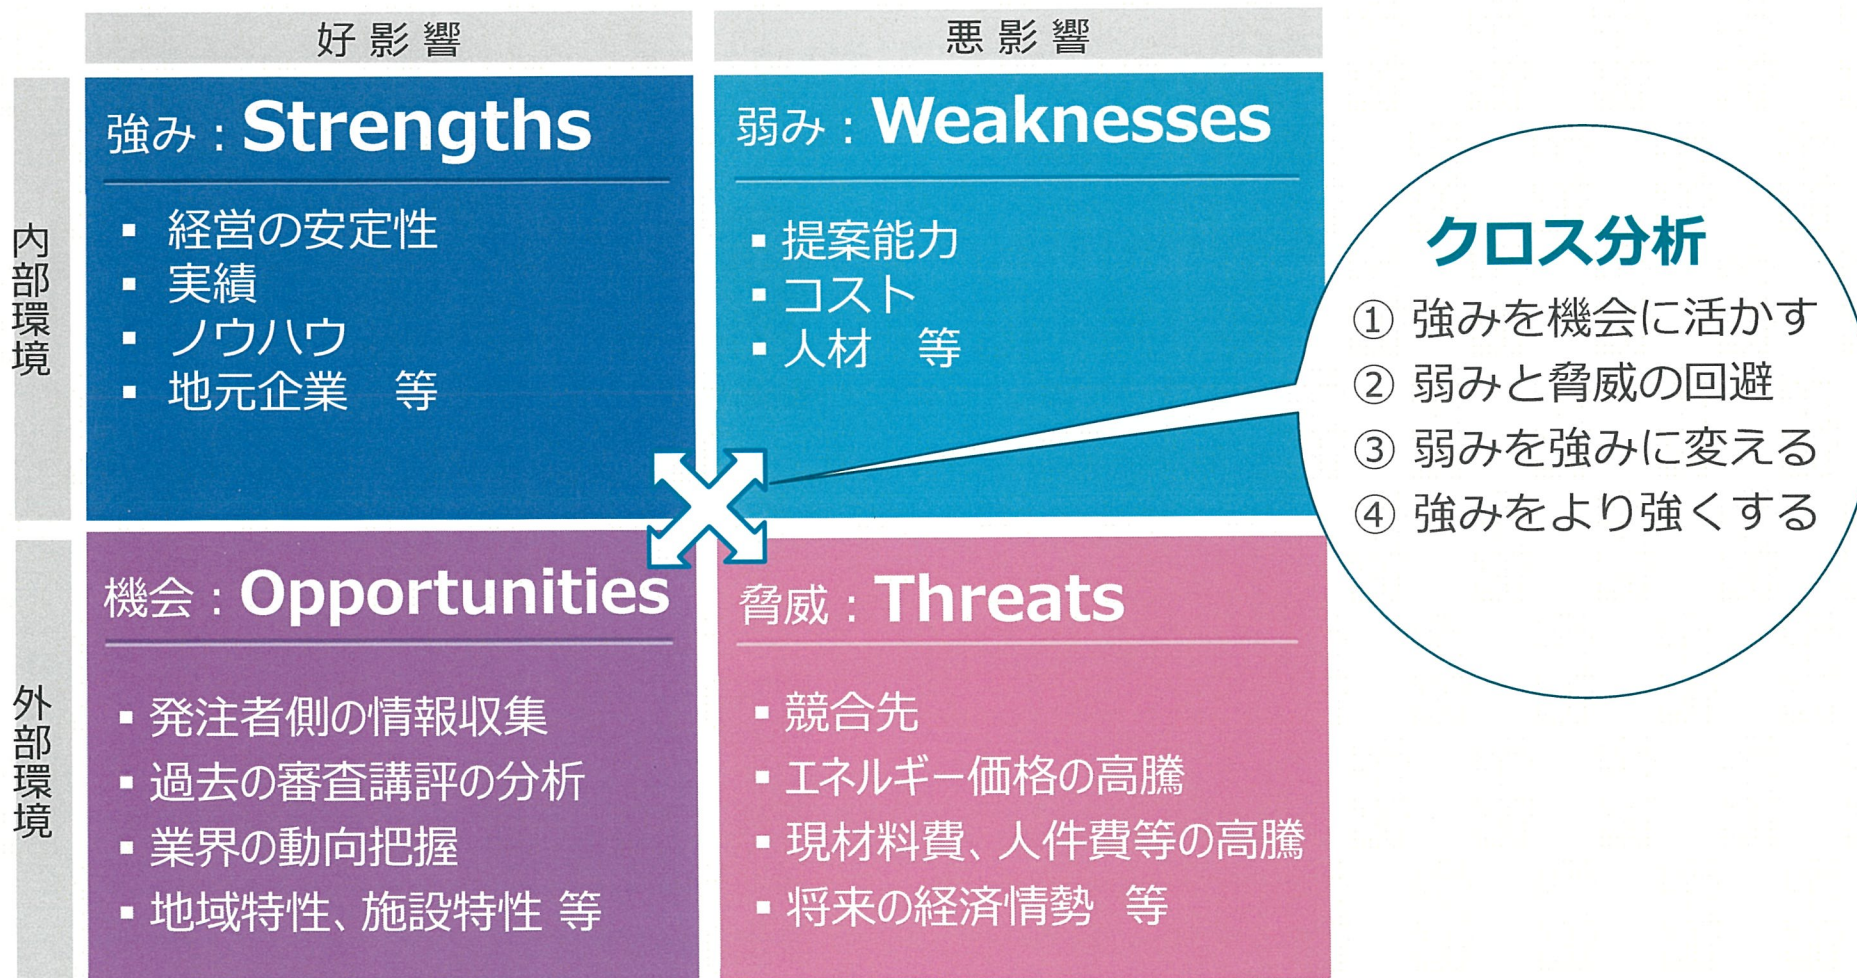 好影響
悪影響
内部環境
強み：Strengths
▪ 経営の安定性
▪ 実績
▪ ノウハウ
▪ 地元企業　等
弱み：Weaknesses
▪ 提案能力
▪ コスト
▪ 人材　等
外部環境
機会：Opportunities
▪ 発注者側の情報収集
▪ 過去の審査講評の分析
▪ 業界の動向把握
▪ 地域特性、施設特性 等
脅威：Threats
▪ 競合先
▪ エネルギー価格の高騰
▪ 現材料費、人件費等の高騰
▪ 将来の経済情勢　等
クロス分析
① 強みを機会に活かす
② 弱みと脅威の回避
③ 弱みを強みに変える
④ 強みをより強くする